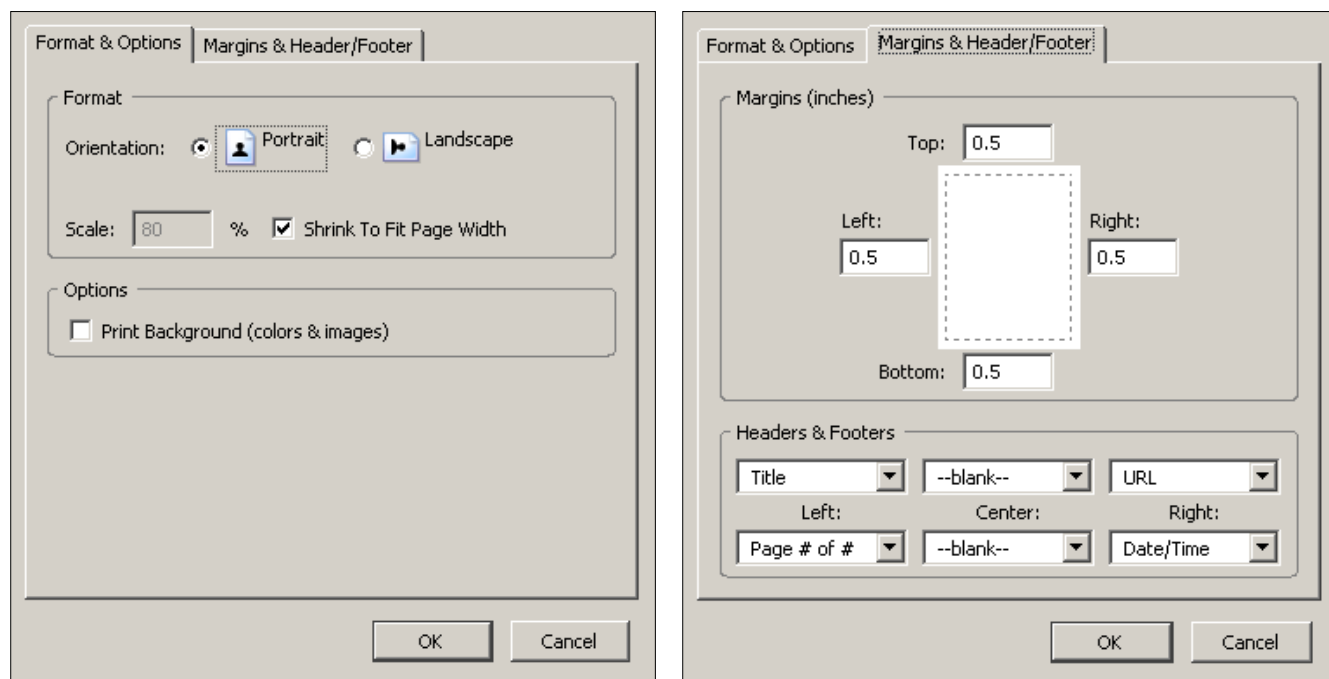 Format & Options Margins & Header/Footer
Format
Orientation: Portrait Landscape
Scale: 80 % Shrink To Fit Page Width
Options
Print Background (colors & images)
OK Cancel
Format & Options Margins & Header/Footer
Margins (inches)
Top: 0.5
Left: Right:
0.5 0.5
Bottom: 0.5
Headers & Footers
Title --blank-- URL
Left: Center: Right:
Page # of # --blank-- Date/Time
OK Cancel